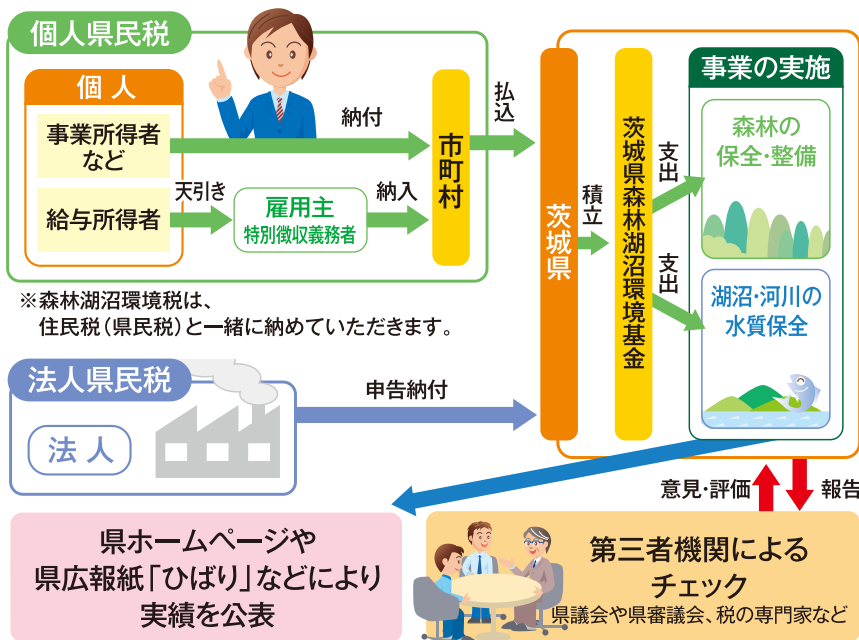 個人県民税
個人
事業所得者
など
給与所得者
納付
天引き
雇用主
特別徴収義務者
納入
市町村
払込
※森林湖沼環境税は、
住民税（県民税）と一緒に納めていただきます。
法人県民税
法人
申告納付
茨城県
積立
茨城県森林湖沼環境基金
支出
支出
事業の実施
森林の
保全･整備
湖沼･河川の
水質保全
意見･評価
報告
県ホームページや
県広報紙「ひばり」などにより
実績を公表
第三者機関による
チェック
県議会や県審議会、税の専門家など